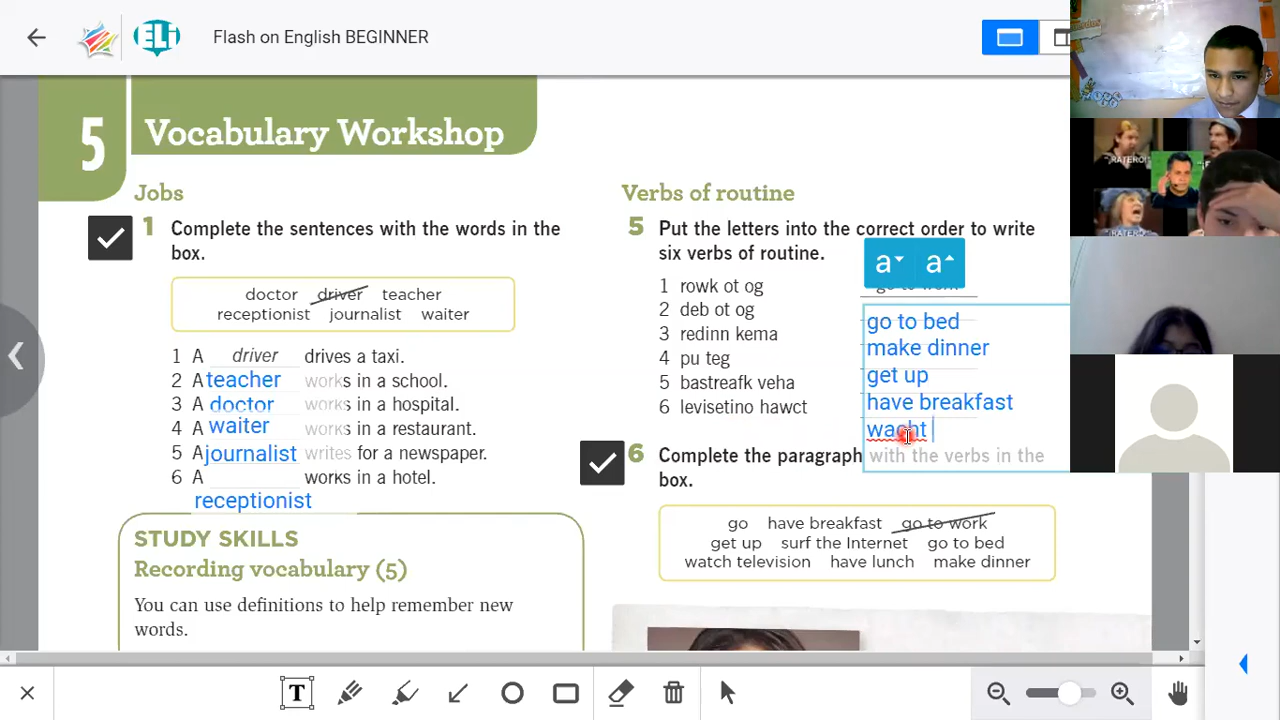 ELi
Flash on English BEGINNER
5
Vocabulary Workshop
Jobs
1 Complete the sentences with the words in the
box.
doctor driver teacher
receptionist journalist waiter
1 A driver drives a taxi.
2 A teacher works in a school.
3 A doctor works in a hospital.
4 A waiter works in a restaurant.
5 A journalist writes for a newspaper.
6 A works in a hotel.
receptionist
STUDY SKILLS
Recording vocabulary (5)
You can use definitions to help remember new
words.
Verbs of routine
5 Put the letters into the correct order to write
six verbs of routine.
a a
1 rowk ot og go to work
2 deb ot og go to bed
3 redinn kema make dinner
4 pu teg get up
5 bastreafk veha have breakfast
6 levisetino hawct wacht
6 Complete the paragraph with the verbs in the
box.
go have breakfast go to work
get up surf the Internet go to bed
watch television have lunch make dinner
T